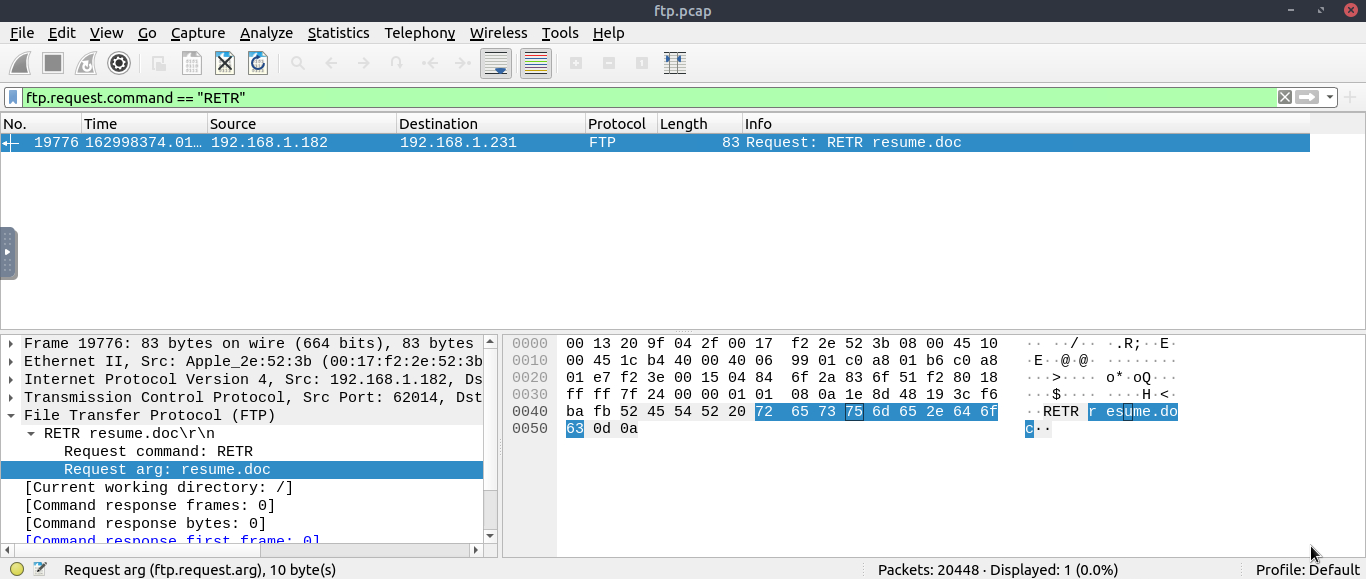 ftp.pcap
File Edit View Go Capture Analyze Statistics Telephony Wireless Tools Help
ftp.request.command == "RETR"
No. Time Source Destination Protocol Length Info
19776 162998374.01… 192.168.1.182 192.168.1.231 FTP 83 Request: RETR resume.doc
Frame 19776: 83 bytes on wire (664 bits), 83 bytes
Ethernet II, Src: Apple_2e:52:3b (00:17:f2:2e:52:3b
Internet Protocol Version 4, Src: 192.168.1.182, Ds
Transmission Control Protocol, Src Port: 62014, Dst
File Transfer Protocol (FTP)
RETR resume.doc\r\n
Request command: RETR
Request arg: resume.doc
[Current working directory: /]
[Command response frames: 0]
[Command response bytes: 0]
[Command response first frame: 0]
0000 00 13 20 9f 04 2f 00 17 f2 2e 52 3b 08 00 45 10 ·· ··/·· ·.R;··E·
0010 00 45 1c b4 40 00 40 06 99 01 c0 a8 01 b6 c0 a8 ·E··@·@· ········
0020 01 e7 f2 3e 00 15 04 84 6f 2a 83 6f 51 f2 80 18 ···>···· o*·oQ···
0030 ff ff 7f 24 00 00 01 01 08 0a 1e 8d 48 19 3c f6 ···$···· ····H·<·
0040 ba fb 52 45 54 52 20 72 65 73 75 6d 65 2e 64 6f ··RETR r esume.do
0050 63 0d 0a c··
Request arg (ftp.request.arg), 10 byte(s) Packets: 20448 · Displayed: 1 (0.0%) Profile: Default